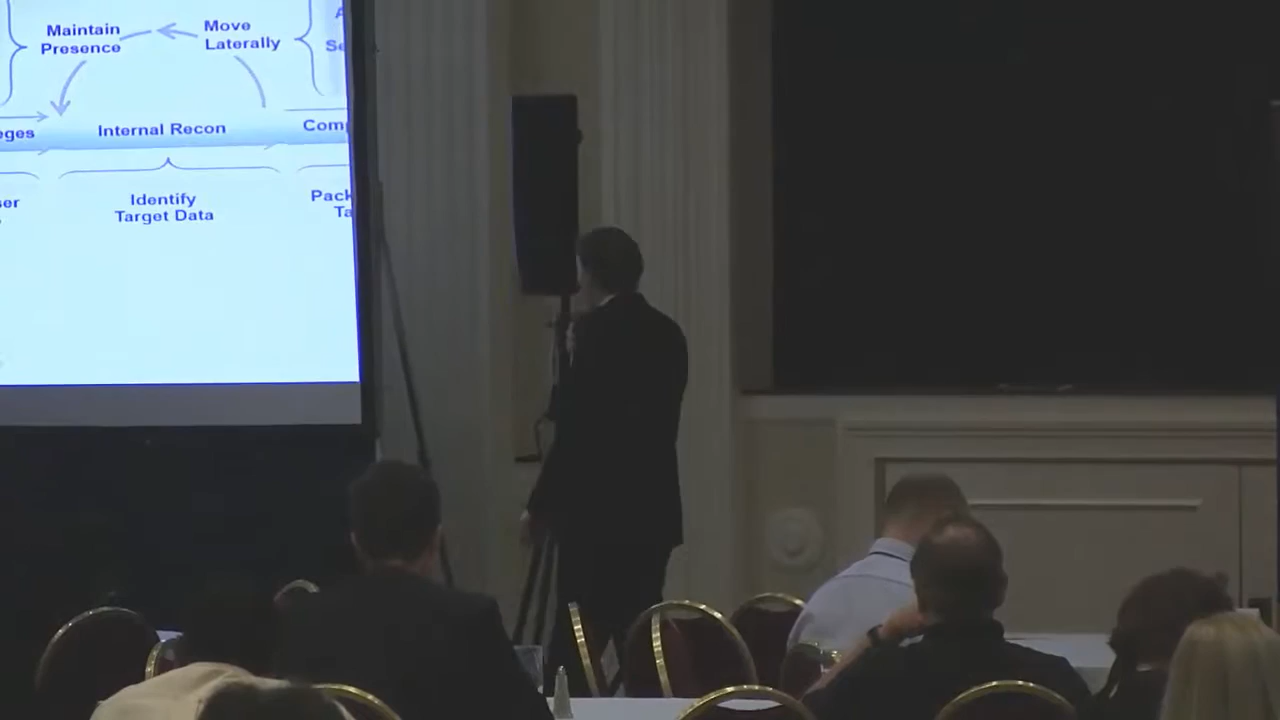 Maintain
Presence
Move
Laterally
Internal Recon
Identify
Target Data